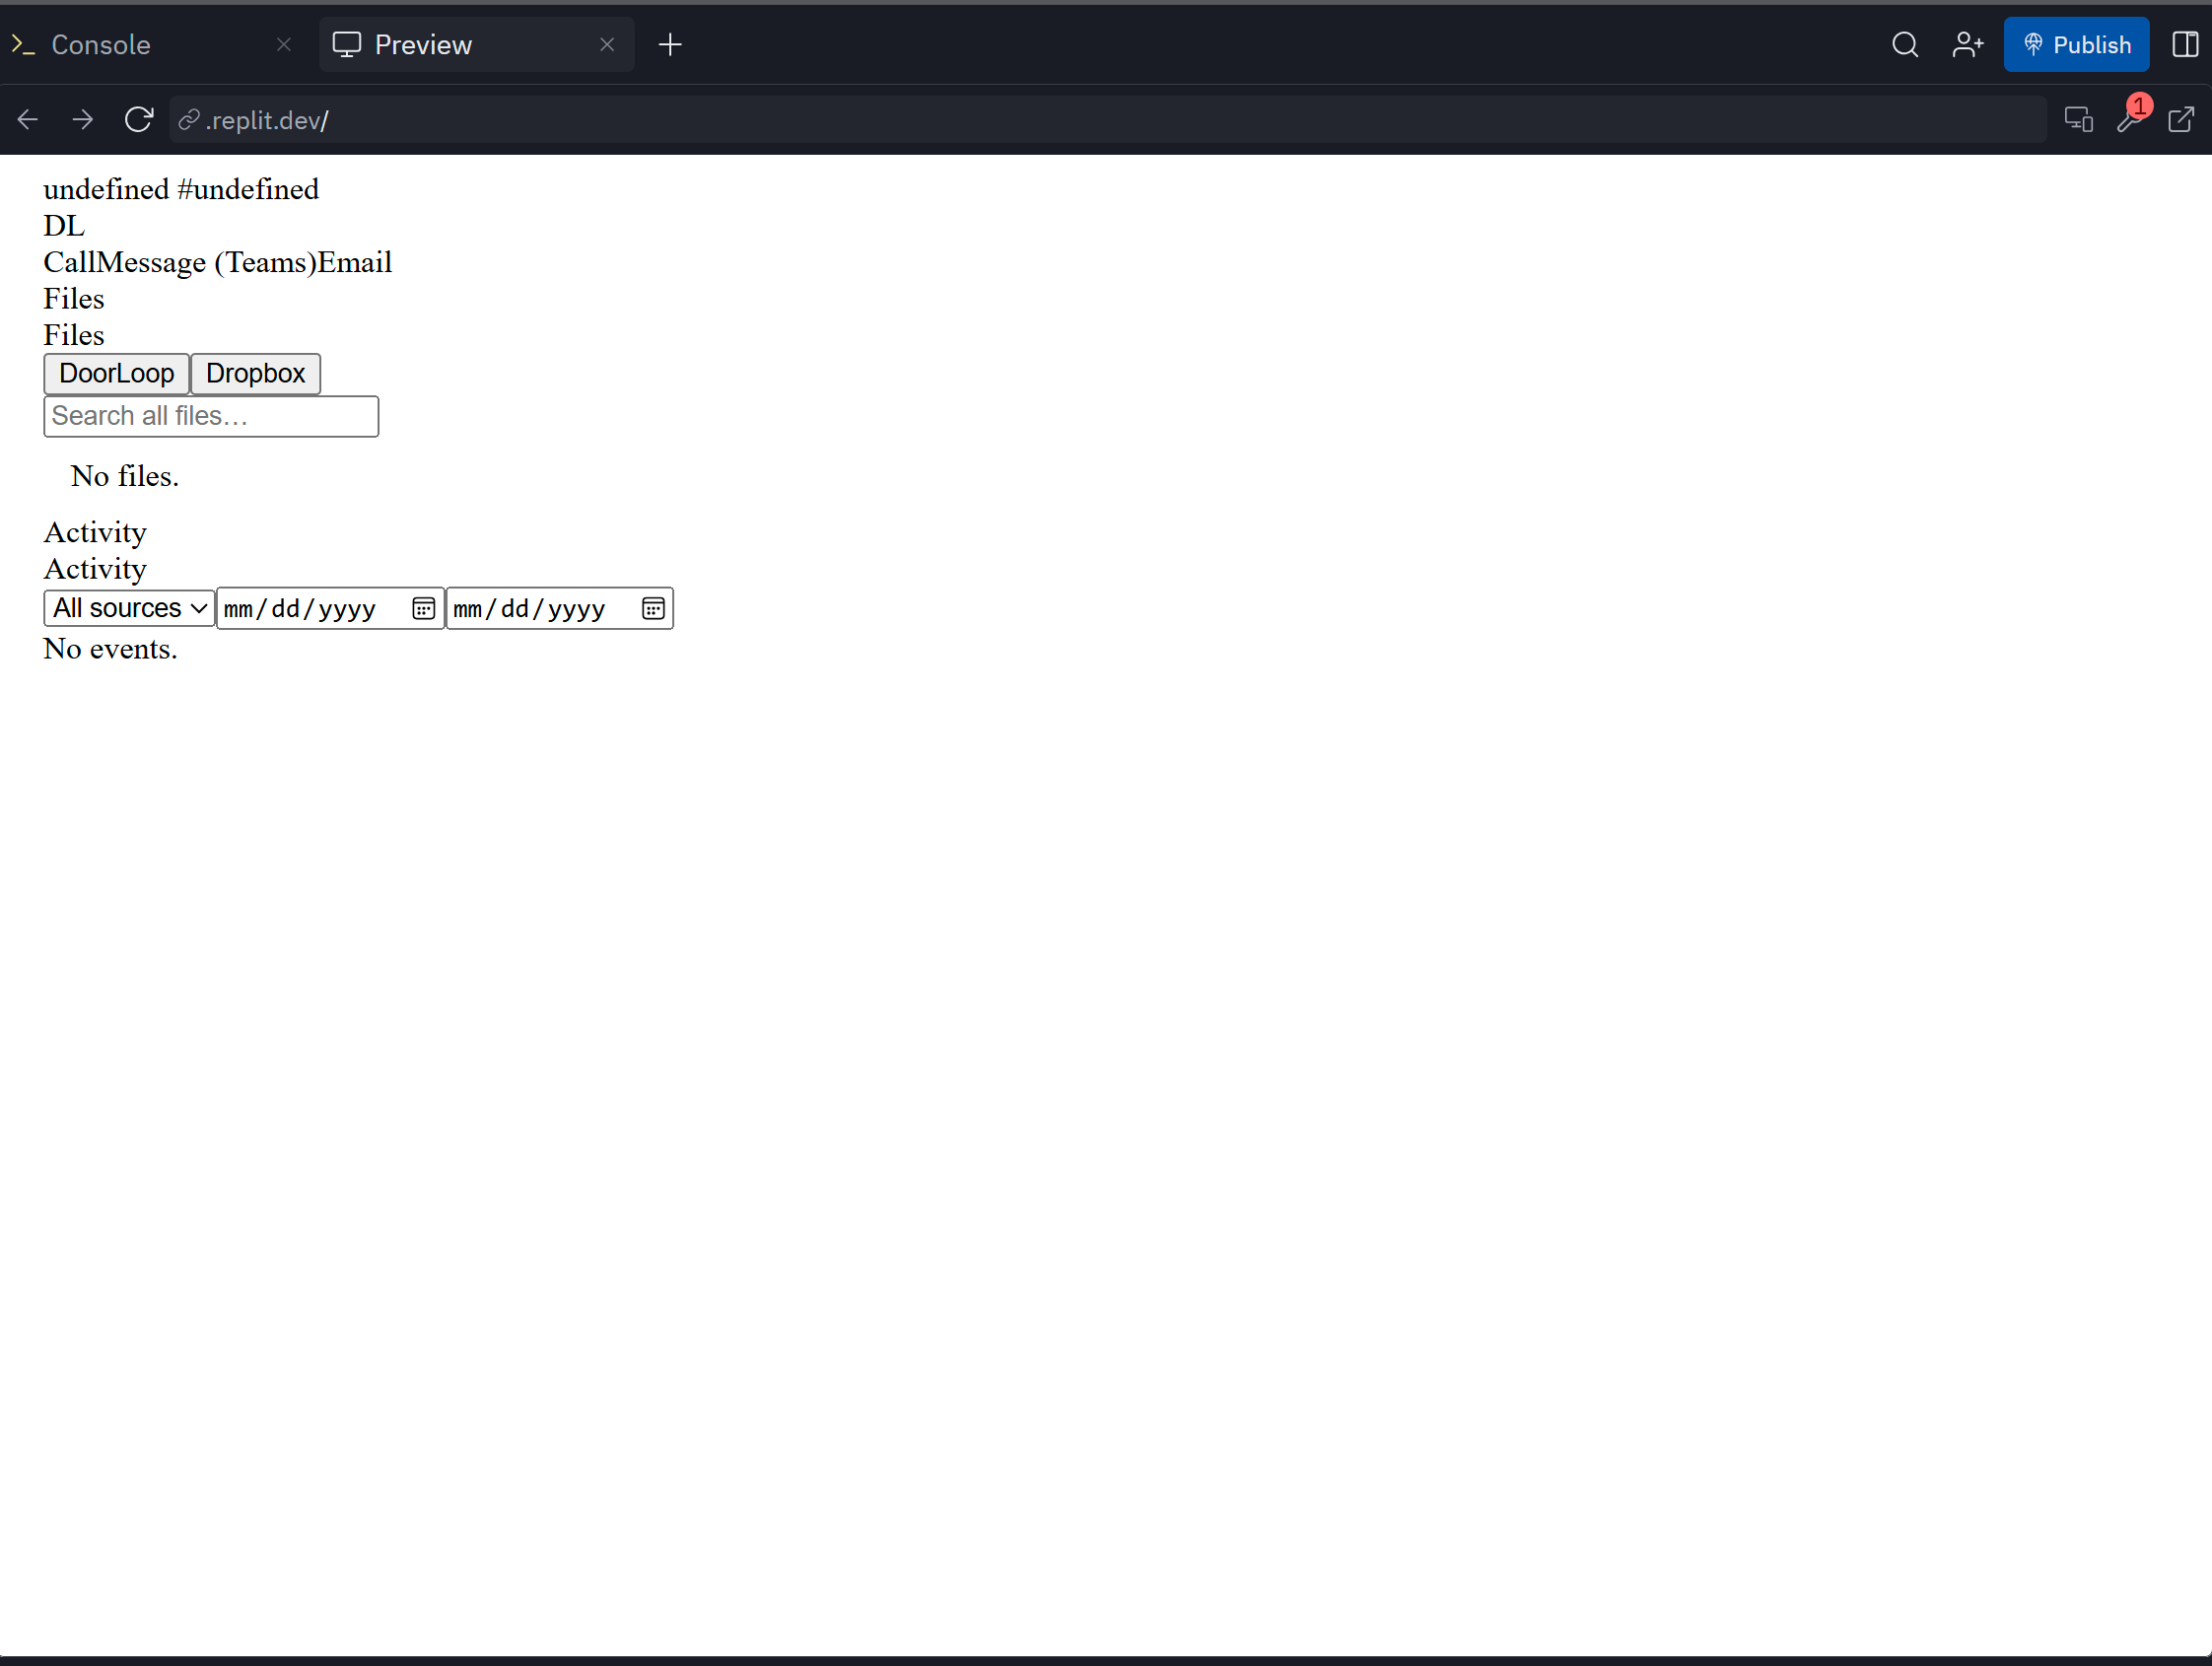 Console Preview Publish
.replit.dev/ 1
undefined #undefined
DL
CallMessage (Teams)Email
Files
Files
DoorLoop Dropbox
Search all files…
No files.
Activity
Activity
All sources mm/dd/yyyy mm/dd/yyyy
No events.